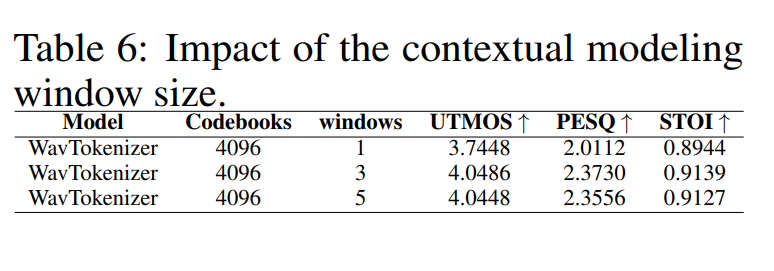 Table 6: Impact of the contextual modeling
window size.
Model Codebooks windows UTMOS ↑ PESQ ↑ STOI ↑
WavTokenizer 4096 1 3.7448 2.0112 0.8944
WavTokenizer 4096 3 4.0486 2.3730 0.9139
WavTokenizer 4096 5 4.0448 2.3556 0.9127